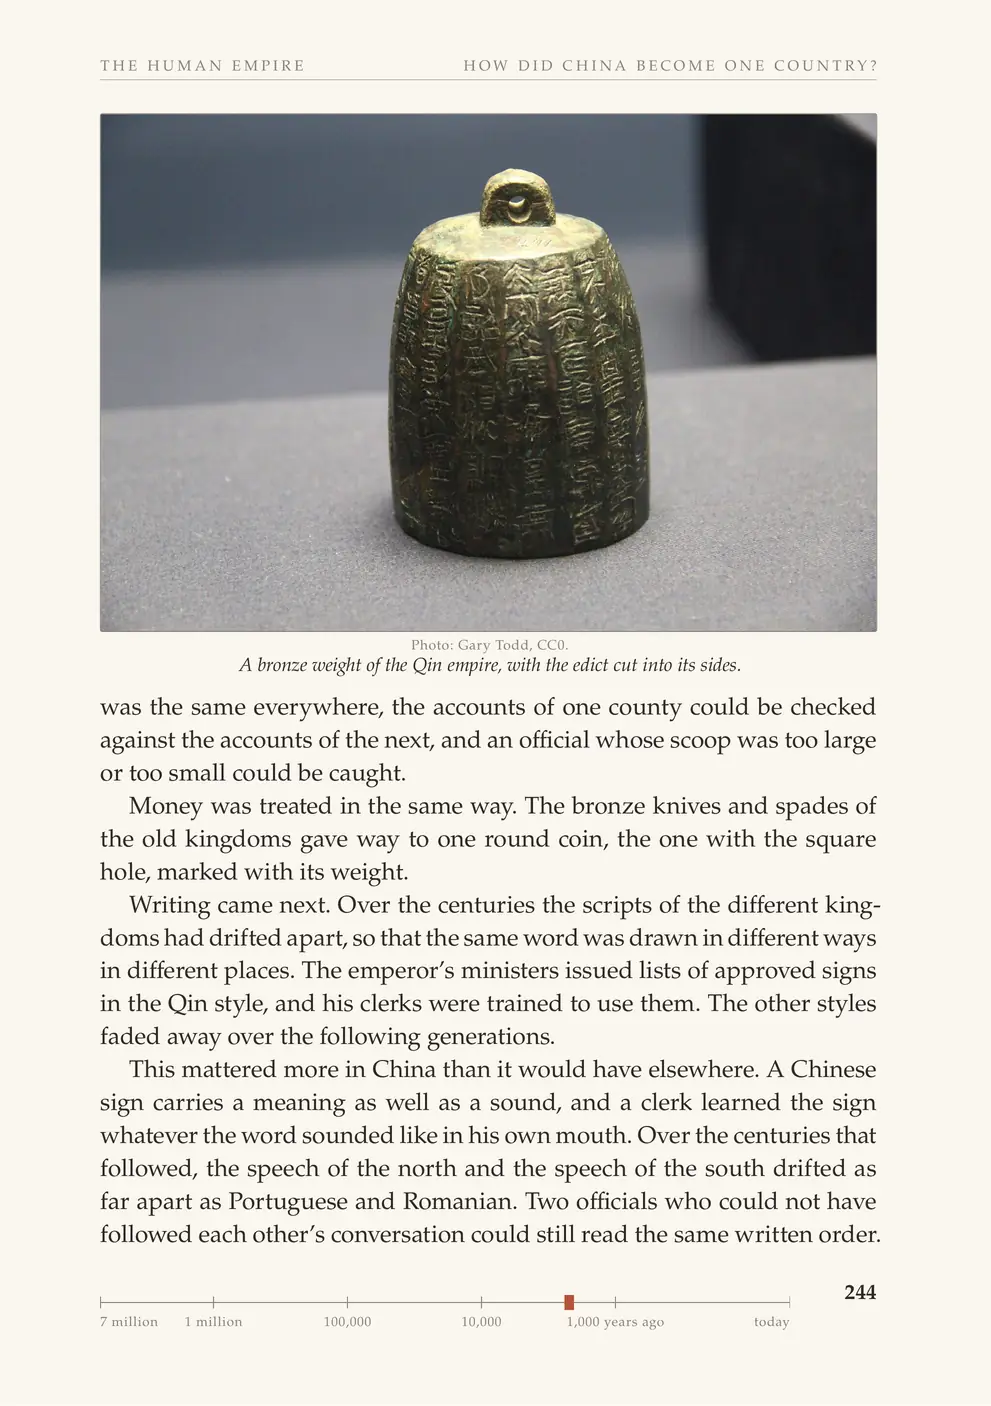 THE HUMAN EMPIRE
HOW DID CHINA BECOME ONE COUNTRY?
Photo: Gary Todd, CC0.
A bronze weight of the Qin empire, with the edict cut into its sides.
was the same everywhere, the accounts of one county could be checked
against the accounts of the next, and an official whose scoop was too large
or too small could be caught.
Money was treated in the same way. The bronze knives and spades of
the old kingdoms gave way to one round coin, the one with the square
hole, marked with its weight.
Writing came next. Over the centuries the scripts of the different king-
doms had drifted apart, so that the same word was drawn in different ways
in different places. The emperor’s ministers issued lists of approved signs
in the Qin style, and his clerks were trained to use them. The other styles
faded away over the following generations.
This mattered more in China than it would have elsewhere. A Chinese
sign carries a meaning as well as a sound, and a clerk learned the sign
whatever the word sounded like in his own mouth. Over the centuries that
followed, the speech of the north and the speech of the south drifted as
far apart as Portuguese and Romanian. Two officials who could not have
followed each other’s conversation could still read the same written order.
244
7 million 1 million 100,000 10,000 1,000 years ago today